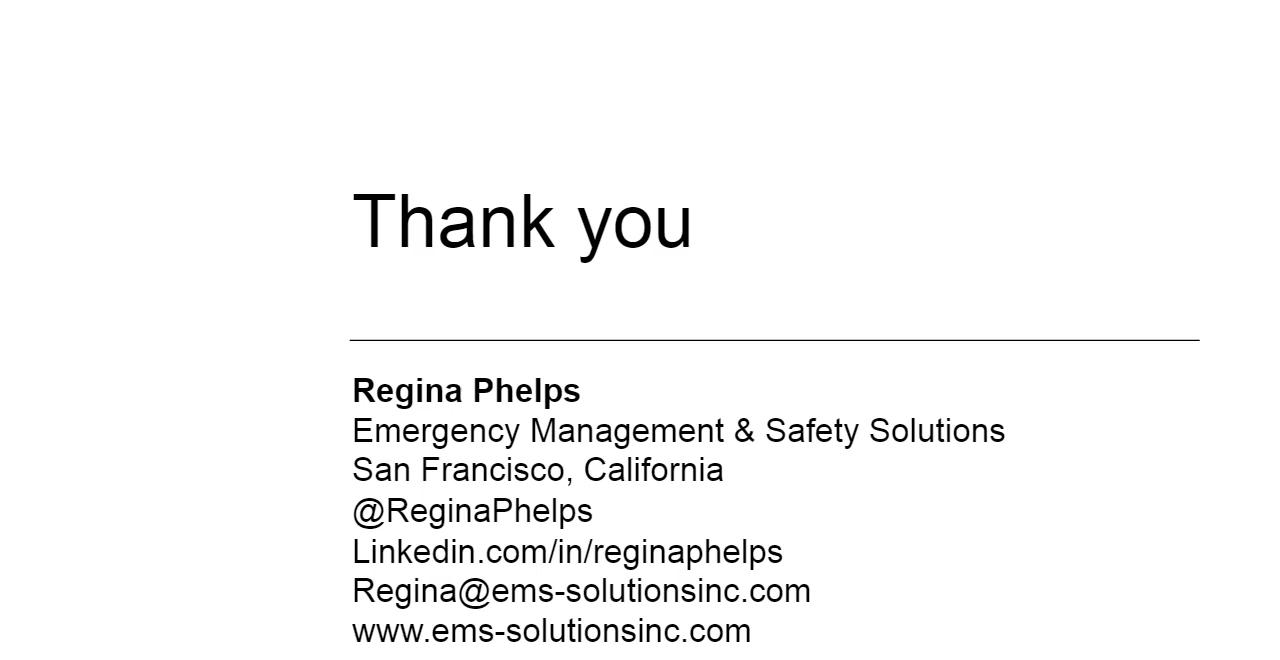 Thank you
Regina Phelps
Emergency Management & Safety Solutions
San Francisco, California
@ReginaPhelps
Linkedin.com/in/reginaphelps
Regina@ems-solutionsinc.com
www.ems-solutionsinc.com